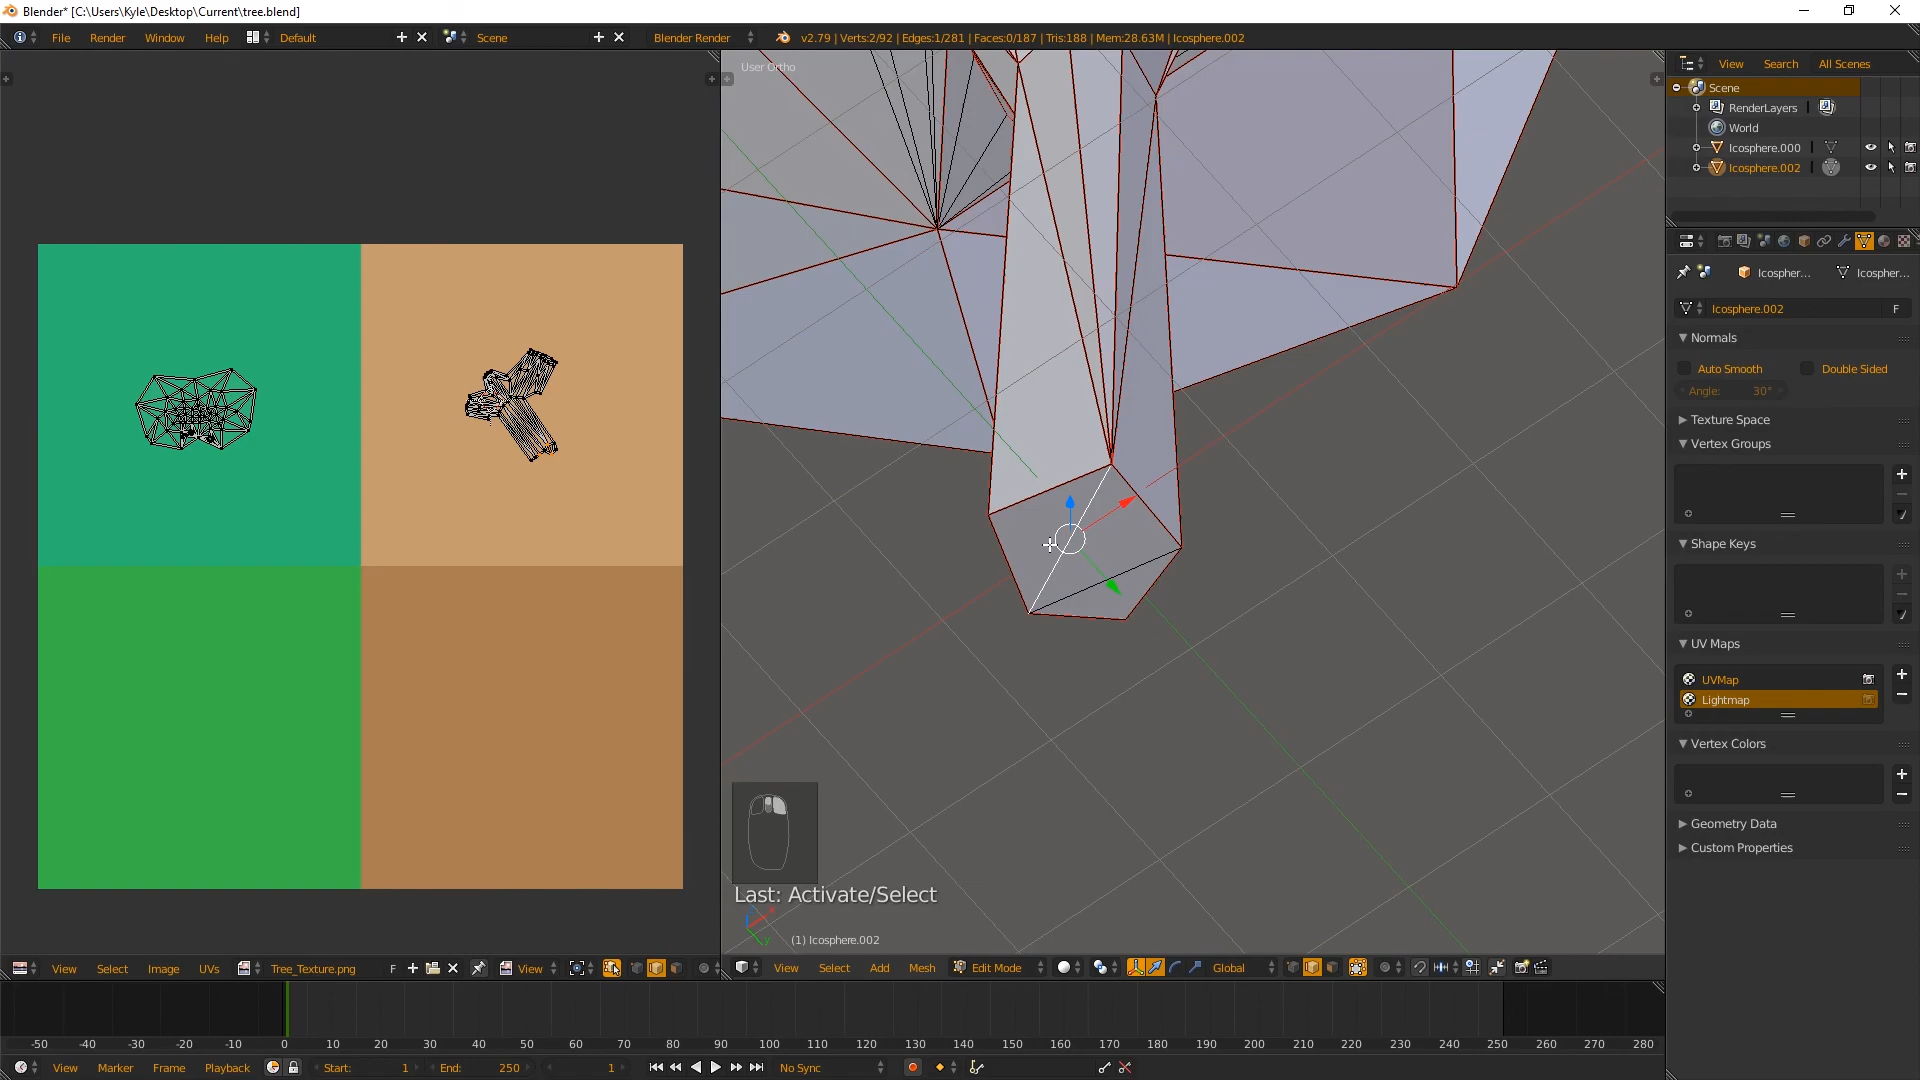 Blender* [C:\Users\Kyle\Desktop\Current\tree.blend]
File Render Window Help Default Scene Blender Render v2.79 | Verts:2/92 | Edges:1/281 | Faces:0/187 | Tris:188 | Mem:28.63M | Icosphere.002
User Ortho
View Search All Scenes
Scene
RenderLayers
World
Icosphere.000
Icosphere.002
Icospher... Icospher...
Icosphere.002 F
Normals
Auto Smooth Double Sided
Angle: 30°
Texture Space
Vertex Groups
Shape Keys
UV Maps
UVMap
Lightmap
Vertex Colors
Geometry Data
Custom Properties
Last: Activate/Select
(1) Icosphere.002
View Select Image UVs Tree_Texture.png F View
View Select Add Mesh Edit Mode Global
-50 -40 -30 -20 -10 0 10 20 30 40 50 60 70 80 90 100 110 120 130 140 150 160 170 180 190 200 210 220 230 240 250 260 270 280
View Marker Frame Playback Start: 1 End: 250 1 No Sync